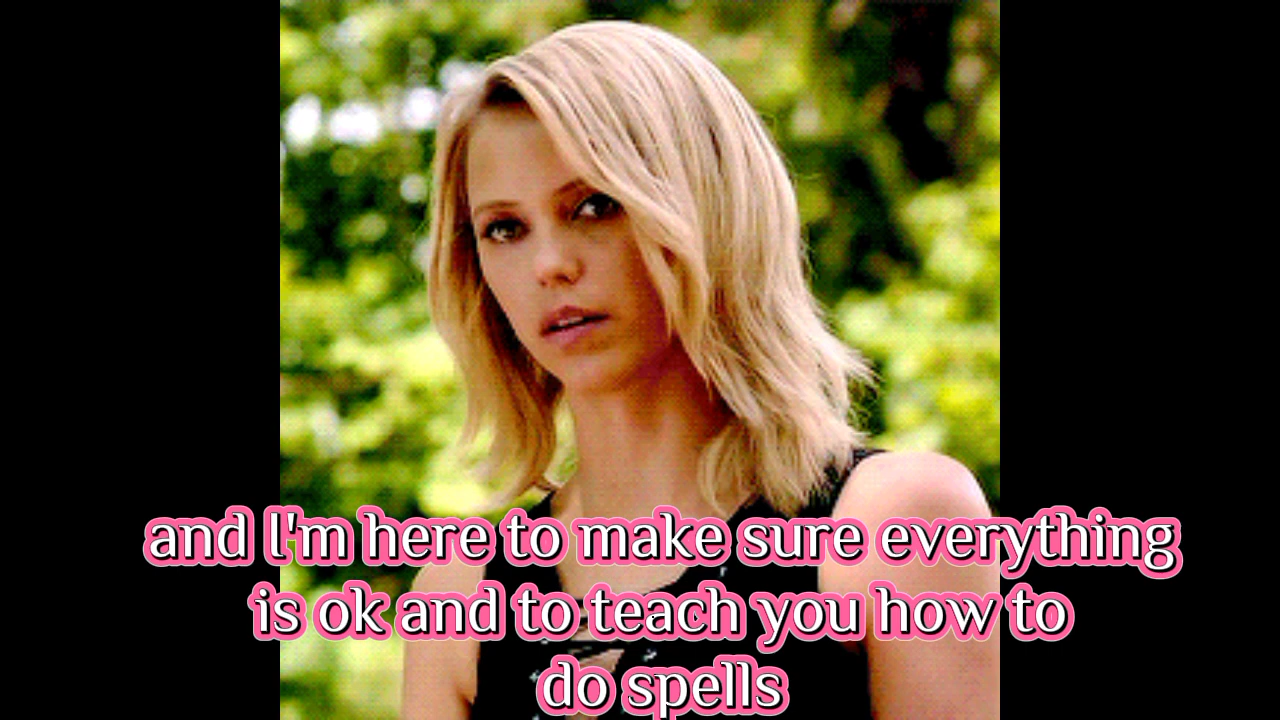 and I'm here to make sure everything
is ok and to teach you how to
do spells